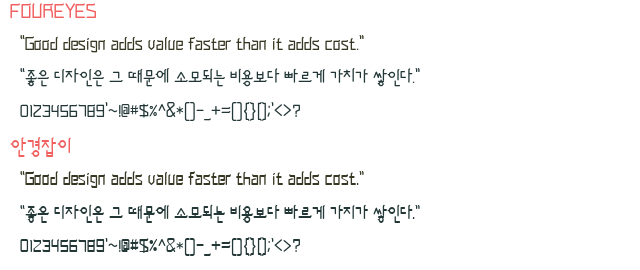 FOUREYES
"Good design adds value faster than it adds cost."
"좋은 디자인은 그 때문에 소모되는 비용보다 빠르게 가치가 쌓인다."
0123456789`~!@#$%^&*()-_+=[]{}();'<>?
안경잡이
"Good design adds value faster than it adds cost."
"좋은 디자인은 그 때문에 소모되는 비용보다 빠르게 가치가 쌓인다."
0123456789`~!@#$%^&*()-_+=[]{}();'<>?